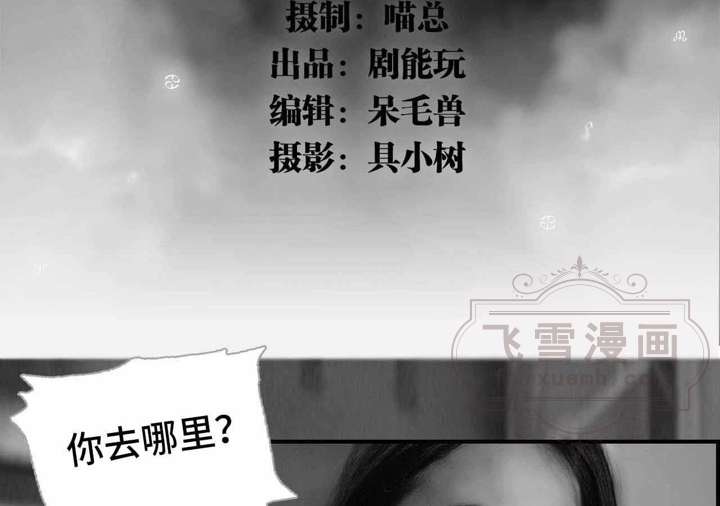 摄制：喵总
出品：剧能玩
编辑：呆毛兽
摄影：具小树
飞雪漫画
你去哪里？